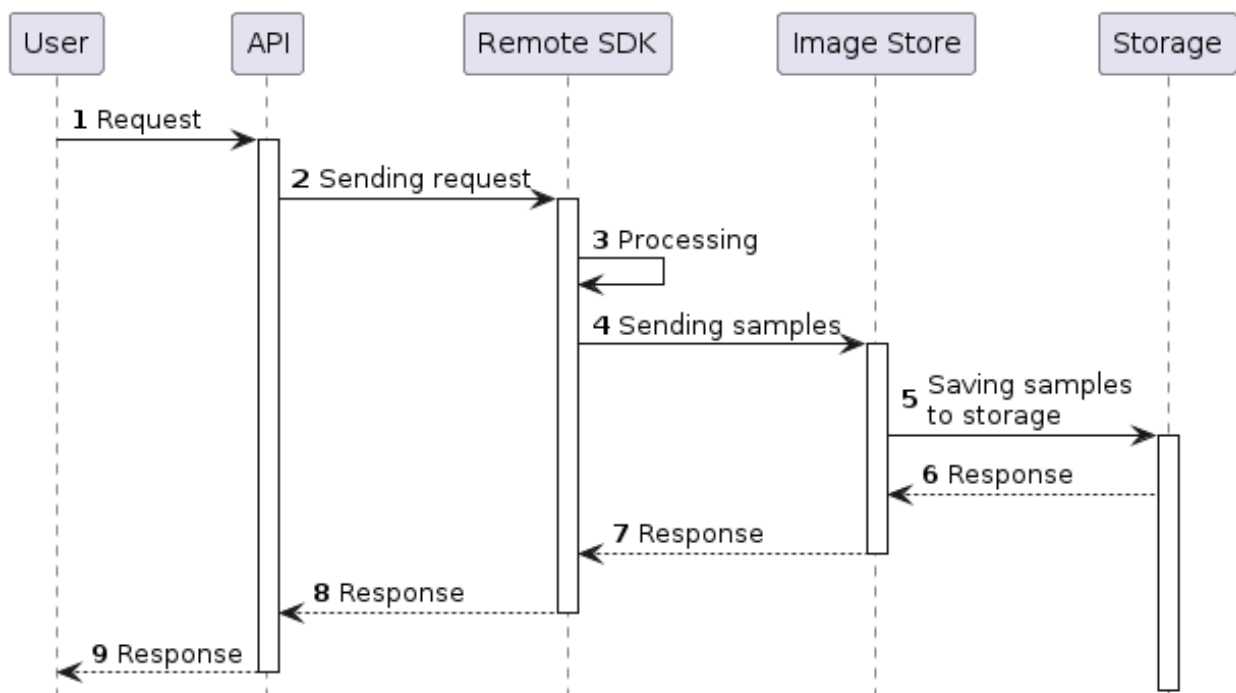 User
API
Remote SDK
Image Store
Storage
1 Request
2 Sending request
3 Processing
4 Sending samples
5 Saving samples
to storage
6 Response
7 Response
8 Response
9 Response